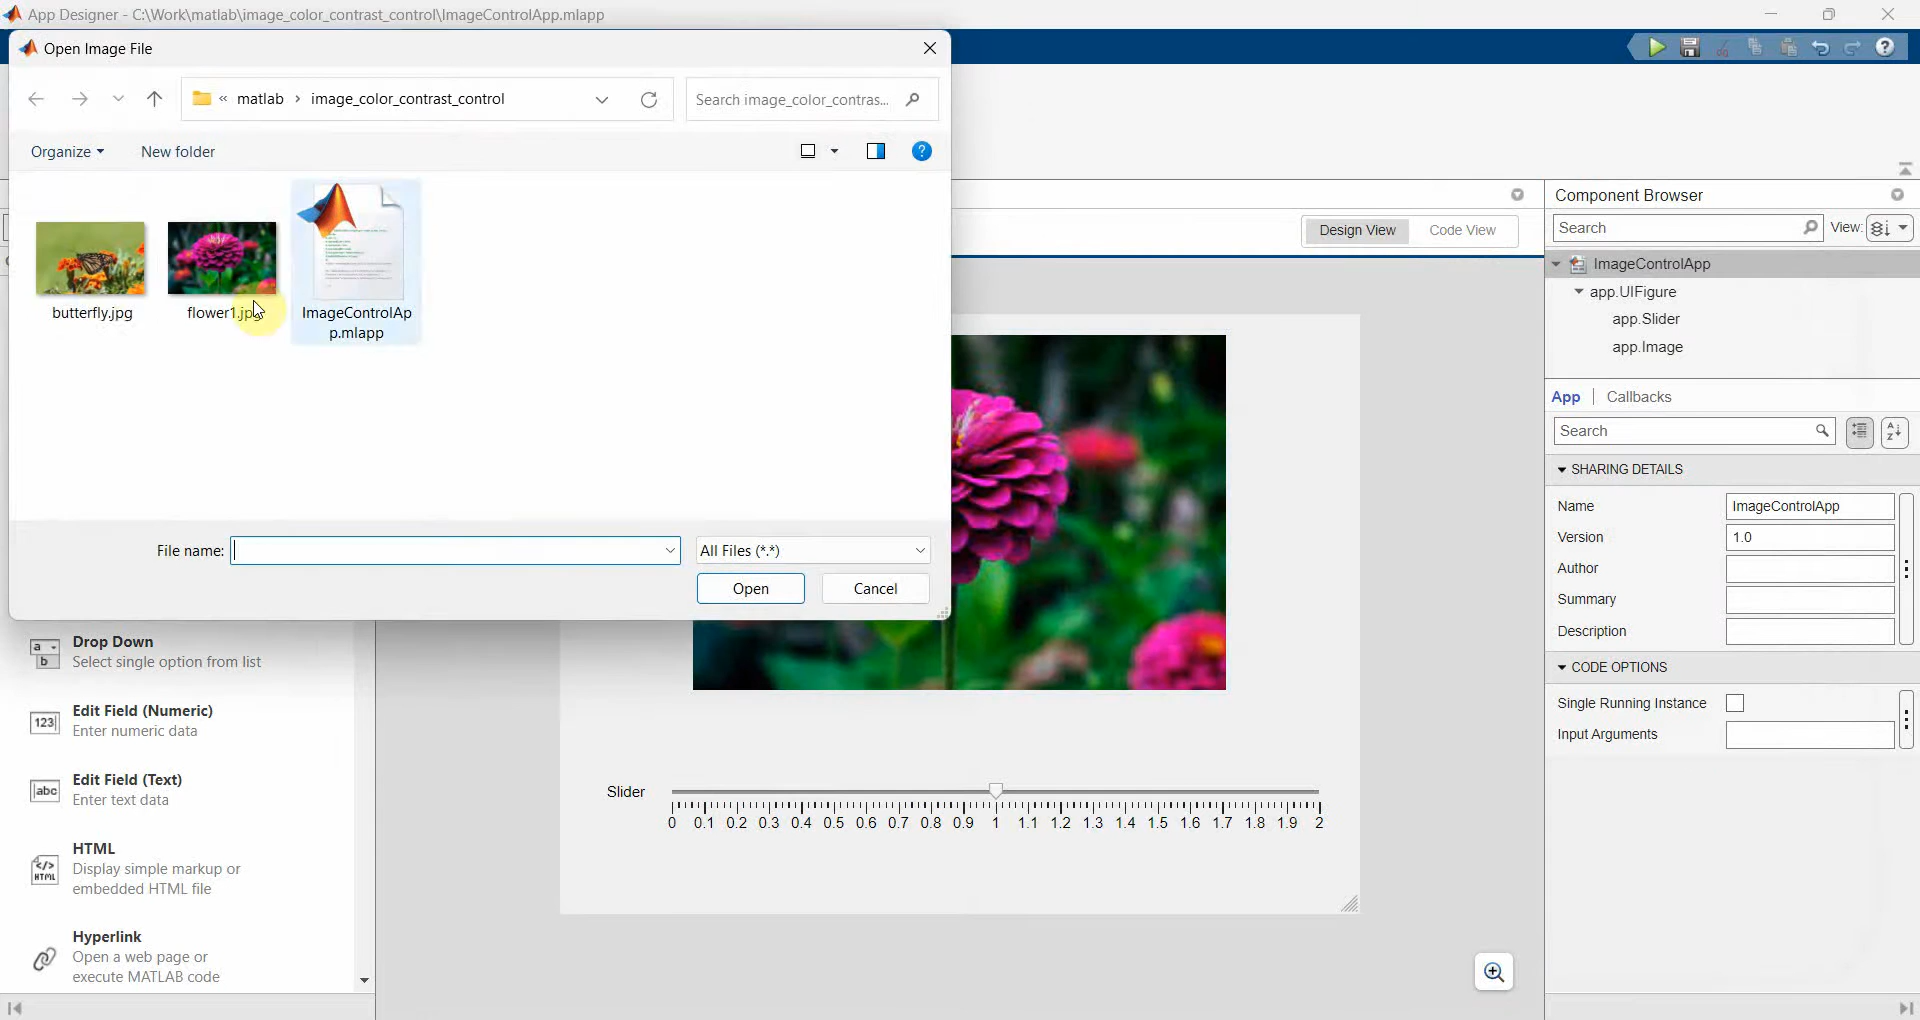 App Designer - C:\Work\matlab\image_color_contrast_control\ImageControlApp.mlapp
Open Image File
« matlab › image_color_contrast_control
Search image_color_contras...
Organize
New folder
butterfly.jpg
flower1.jpg
ImageControlAp
p.mlapp
File name:
All Files (*.*)
Open
Cancel
Design View
Code View
Drop Down
Select single option from list
Edit Field (Numeric)
Enter numeric data
Edit Field (Text)
Enter text data
HTML
Display simple markup or
embedded HTML file
Hyperlink
Open a web page or
execute MATLAB code
Slider
0 0.1 0.2 0.3 0.4 0.5 0.6 0.7 0.8 0.9 1 1.1 1.2 1.3 1.4 1.5 1.6 1.7 1.8 1.9 2
Component Browser
Search
View:
ImageControlApp
app.UIFigure
app.Slider
app.Image
App
Callbacks
Search
SHARING DETAILS
Name ImageControlApp
Version 1.0
Author
Summary
Description
CODE OPTIONS
Single Running Instance
Input Arguments